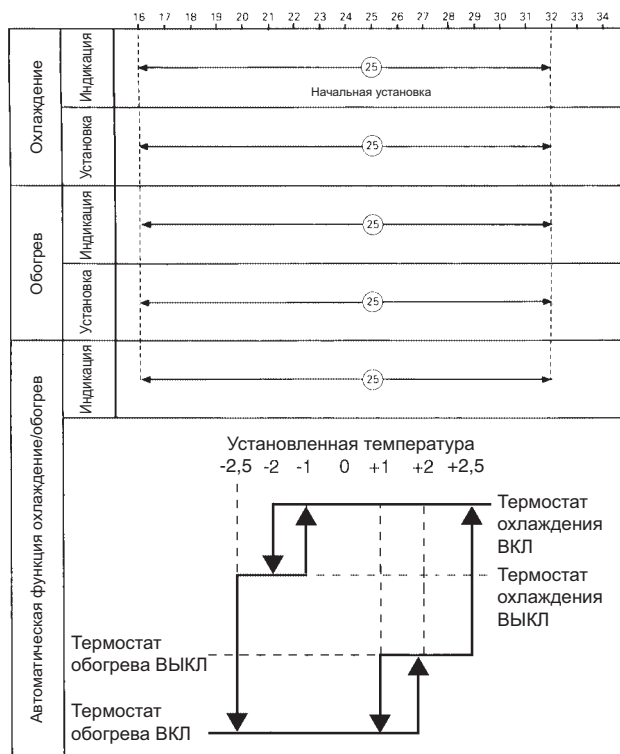 16 17 18 19 20 21 22 23 24 25 26 27 28 29 30 31 32 33 34
Охлаждение
Индикация
25
Начальная установка
Установка
25
Обогрев
Индикация
25
Установка
25
Автоматическая функция охлаждение/обогрев
Индикация
25
Установленная температура
-2,5 -2 -1 0 +1 +2 +2,5
Термостат
охлаждения
ВКЛ
Термостат
охлаждения
ВЫКЛ
Термостат
обогрева ВЫКЛ
Термостат
обогрева ВКЛ